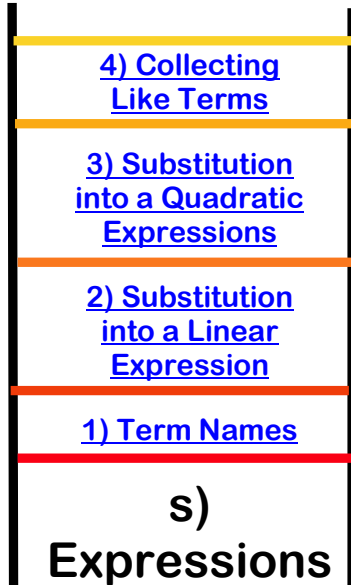 4) Collecting
Like Terms
3) Substitution
into a Quadratic
Expressions
2) Substitution
into a Linear
Expression
1) Term Names
s)
Expressions